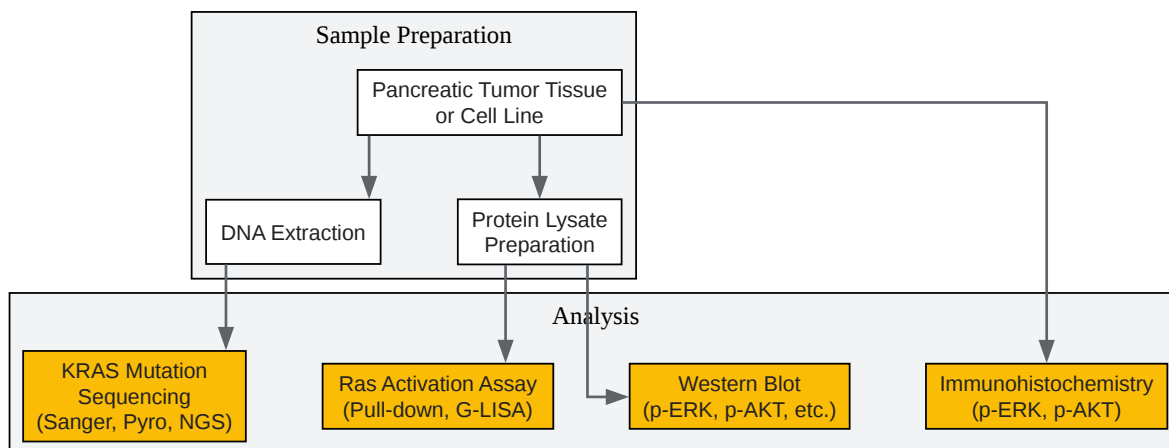 Sample Preparation
Pancreatic Tumor Tissue
or Cell Line
DNA Extraction
Protein Lysate
Preparation
Analysis
KRAS Mutation
Sequencing
(Sanger, Pyro, NGS)
Ras Activation Assay
(Pull-down, G-LISA)
Western Blot
(p-ERK, p-AKT, etc.)
Immunohistochemistry
(p-ERK, p-AKT)